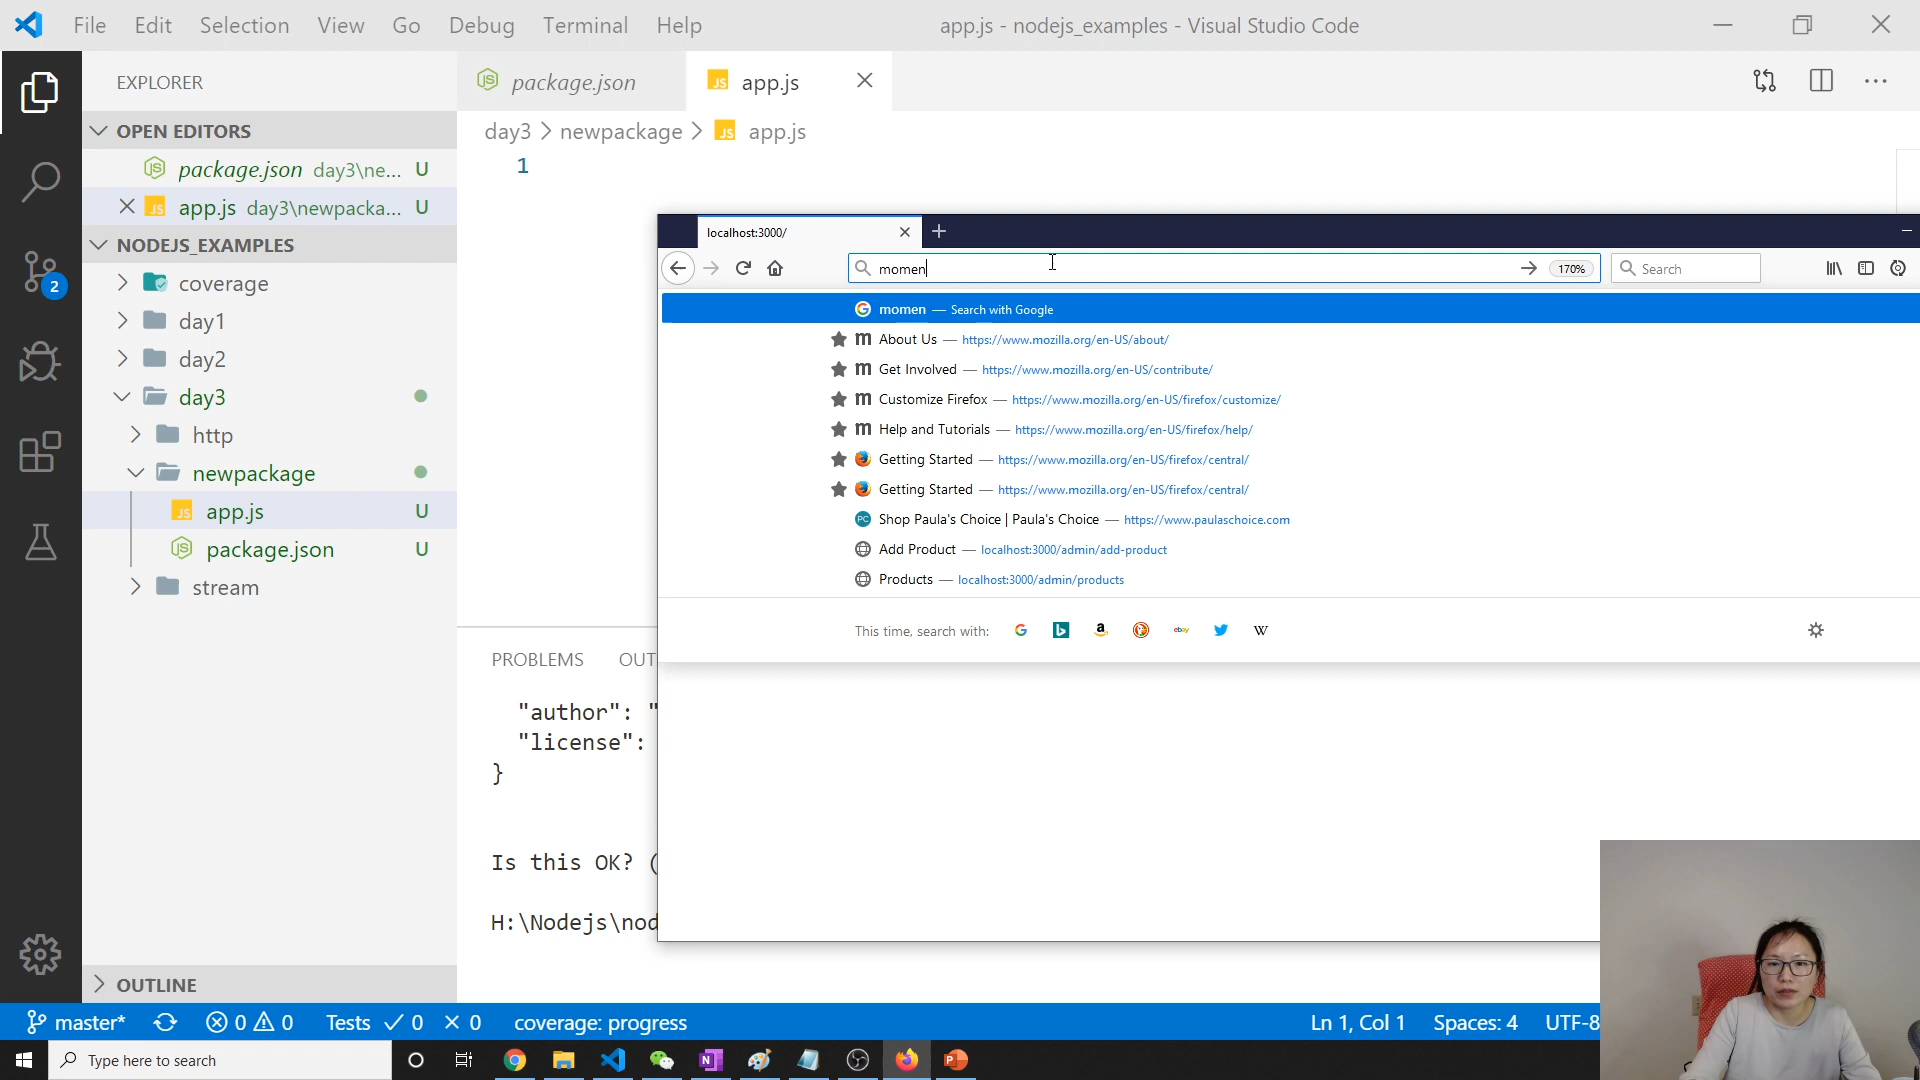 File Edit Selection View Go Debug Terminal Help
app.js - nodejs_examples - Visual Studio Code
EXPLORER
OPEN EDITORS
package.json day3\ne... U
app.js day3\newpacka... U
NODEJS_EXAMPLES
coverage
day1
day2
day3
http
newpackage
app.js U
package.json U
stream
OUTLINE
2
package.json
app.js
day3 > newpackage > app.js
1
localhost:3000/
momen
170%
Search
momen — Search with Google
About Us — https://www.mozilla.org/en-US/about/
Get Involved — https://www.mozilla.org/en-US/contribute/
Customize Firefox — https://www.mozilla.org/en-US/firefox/customize/
Help and Tutorials — https://www.mozilla.org/en-US/firefox/help/
Getting Started — https://www.mozilla.org/en-US/firefox/central/
Getting Started — https://www.mozilla.org/en-US/firefox/central/
Shop Paula's Choice | Paula's Choice — https://www.paulaschoice.com
Add Product — localhost:3000/admin/add-product
Products — localhost:3000/admin/products
This time, search with:
PROBLEMS OUT
"author": "
"license":
}
Is this OK? (
H:\Nodejs\nod
master* 0 0 Tests 0 0 coverage: progress
Ln 1, Col 1 Spaces: 4 UTF-8
Type here to search